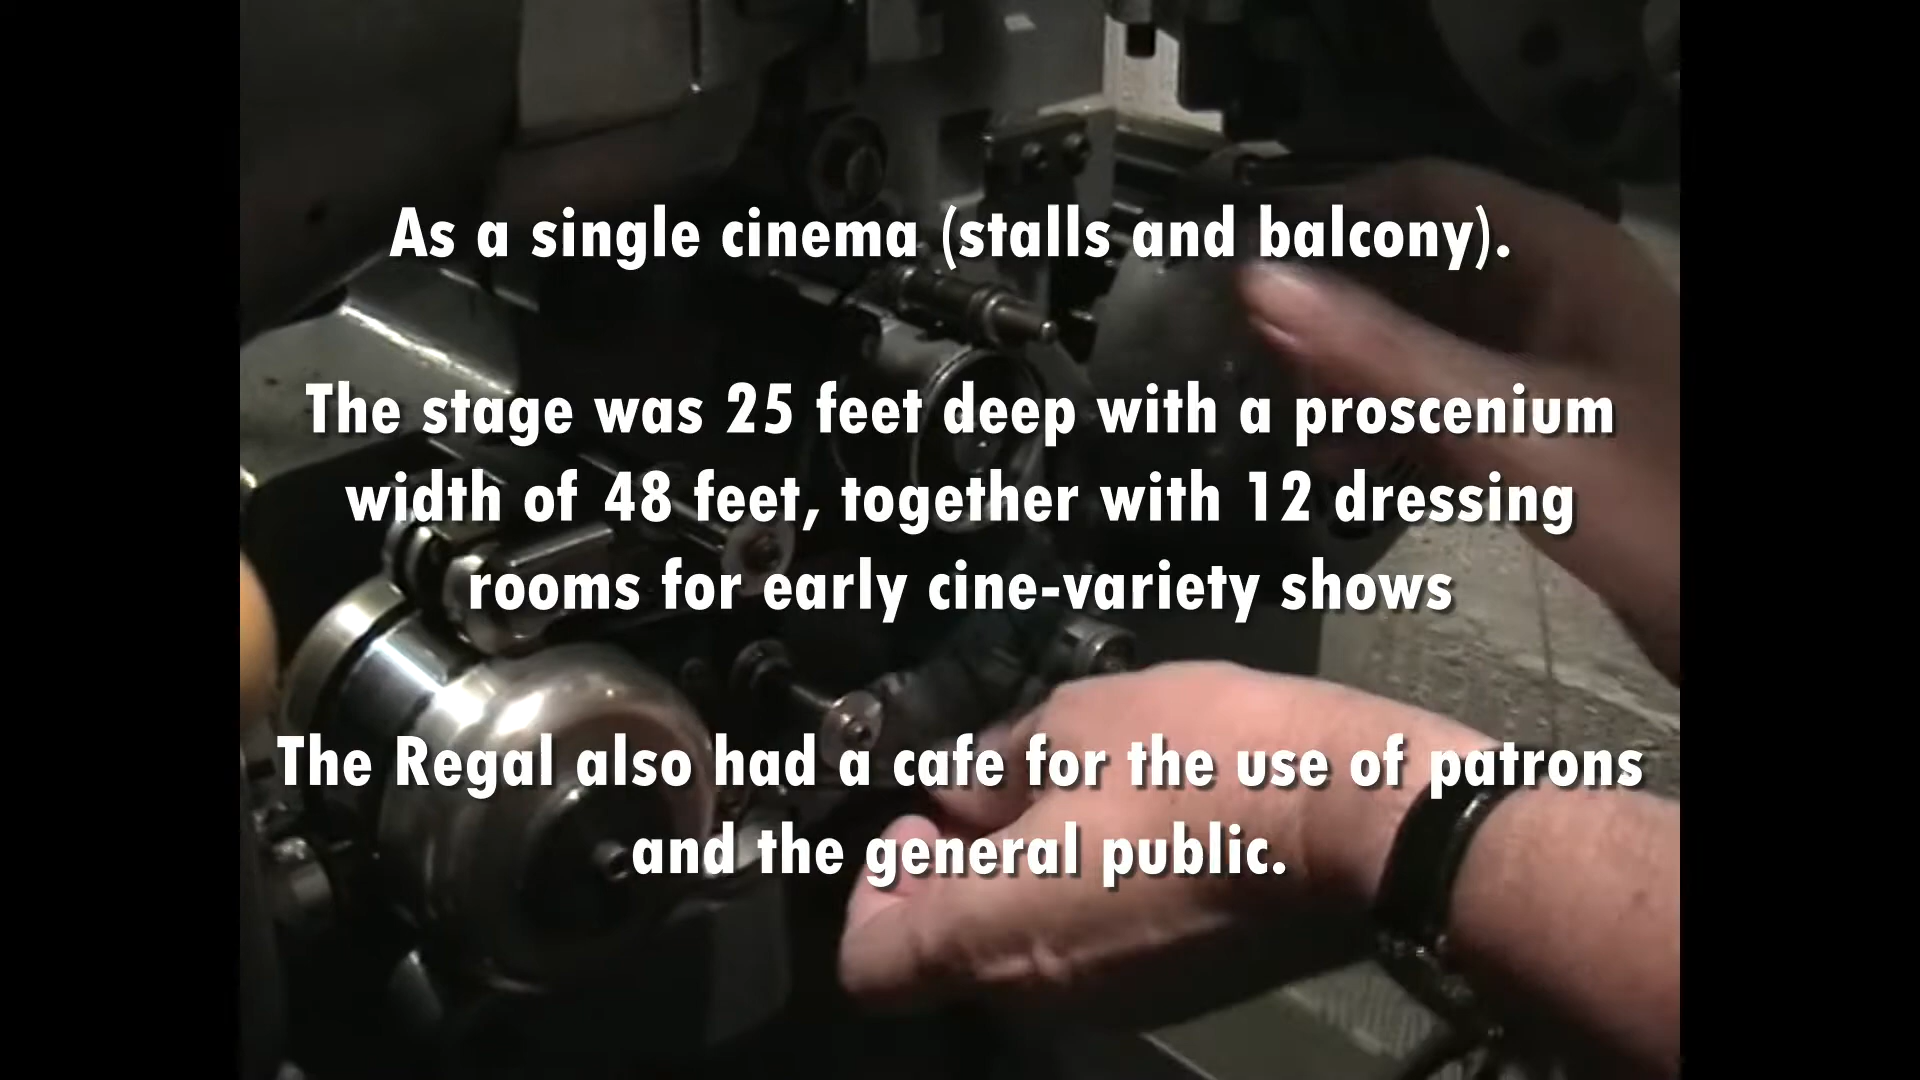 As a single cinema (stalls and balcony).
The stage was 25 feet deep with a proscenium
width of 48 feet, together with 12 dressing
rooms for early cine-variety shows
The Regal also had a cafe for the use of patrons
and the general public.